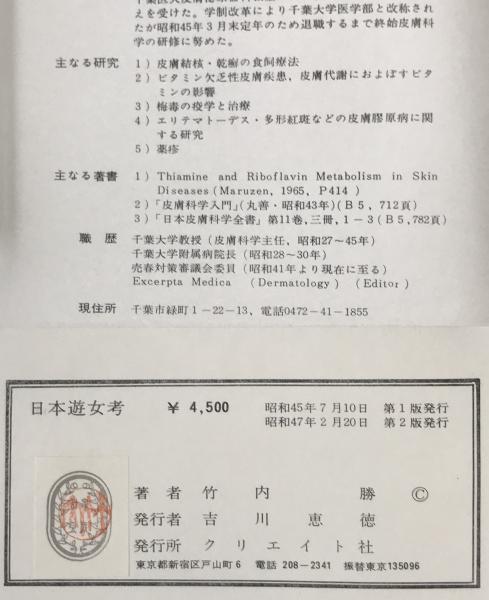 えを受けた。学制改革により千葉大学医学部と改称され
たが昭和45年3月末定年のため退職するまで終始皮膚科
学の研修に努めた。
主なる研究 1）皮膚結核・乾癬の食餌療法
2）ビタミン欠乏性皮膚疾患，皮膚代謝におよぼすビタ
ミンの影響
3）梅毒の疫学と治療
4）エリテマトーデス・多形紅斑などの皮膚膠原病に関
する研究
5）薬疹
主なる著書 1）Thiamine and Riboflavin Metabolism in Skin
Diseases (Maruzen, 1965, P414 )
2）「皮膚科学入門」(丸善・昭和43年)(B5，712頁)
3）「日本皮膚科学全書」第11巻,三冊,1－3(B5,782頁)
職歴 千葉大学教授（皮膚科学主任，昭和27～45年）
千葉大学附属病院長（昭和28～30年）
売春対策審議会委員（昭和41年より現在に至る）
Excerpta Medica (Dermatology) (Editor)
現住所 千葉市緑町1－22－13，電話0472－41－1855
日本遊女考 ¥ 4,500 昭和45年7月10日 第1版発行
昭和47年2月20日 第2版発行
著者 竹内勝 ©
発行者 吉川恵徳
発行所 クリエイト社
東京都新宿区戸山町6 電話 208－2341 振替東京135096